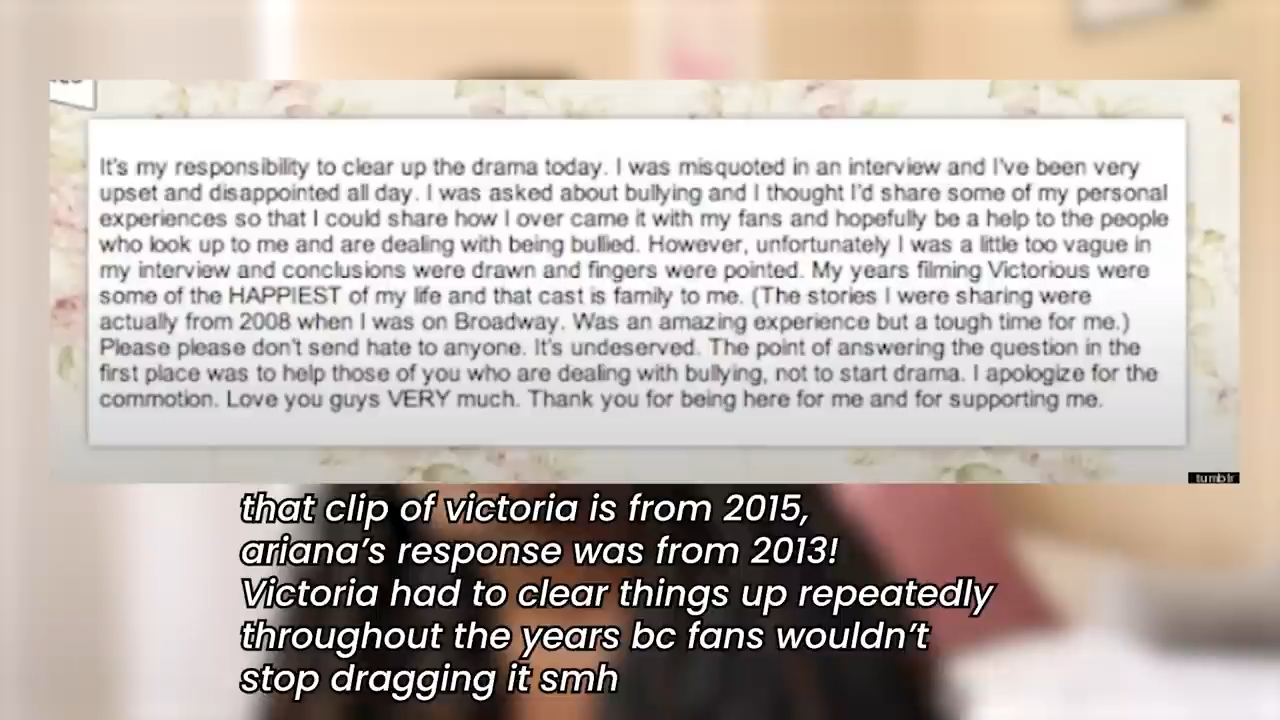 It's my responsibility to clear up the drama today. I was misquoted in an interview and I've been very
upset and disappointed all day. I was asked about bullying and I thought I'd share some of my personal
experiences so that I could share how I over came it with my fans and hopefully be a help to the people
who look up to me and are dealing with being bullied. However, unfortunately I was a little too vague in
my interview and conclusions were drawn and fingers were pointed. My years filming Victorious were
some of the HAPPIEST of my life and that cast is family to me. (The stories I were sharing were
actually from 2008 when I was on Broadway. Was an amazing experience but a tough time for me.)
Please please don't send hate to anyone. It's undeserved. The point of answering the question in the
first place was to help those of you who are dealing with bullying, not to start drama. I apologize for the
commotion. Love you guys VERY much. Thank you for being here for me and for supporting me.
tumblr
that clip of victoria is from 2015,
ariana's response was from 2013!
Victoria had to clear things up repeatedly
throughout the years bc fans wouldn't
stop dragging it smh